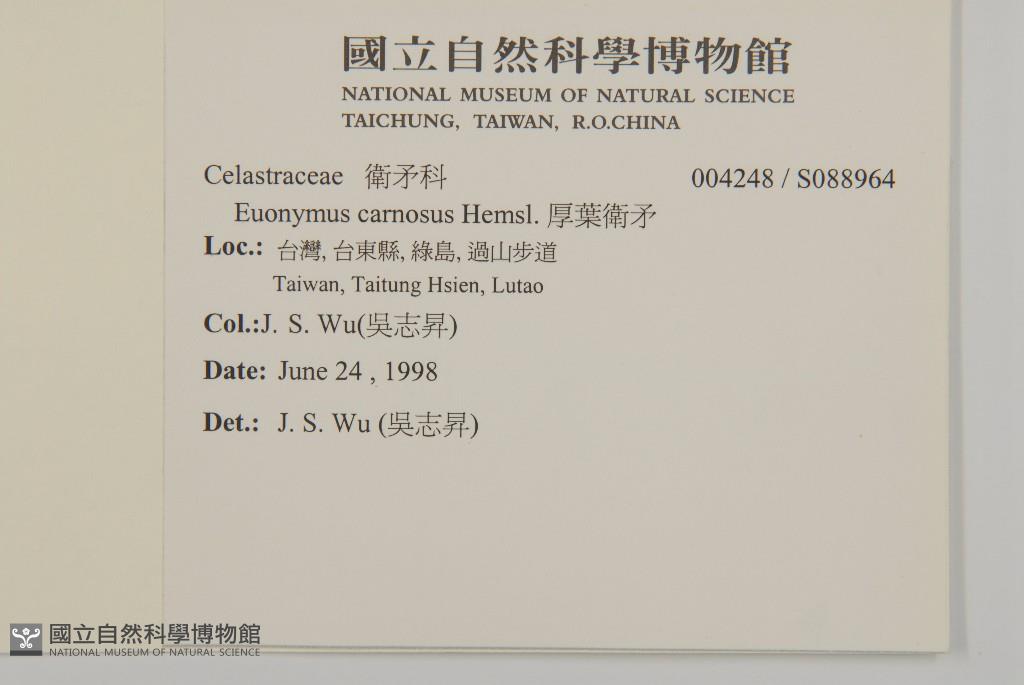 國立自然科學博物館
NATIONAL MUSEUM OF NATURAL SCIENCE
TAICHUNG, TAIWAN, R.O.CHINA
Celastraceae 衛矛科 004248 / S088964
Euonymus carnosus Hemsl. 厚葉衛矛
Loc.: 台灣, 台東縣, 綠島, 過山步道
Taiwan, Taitung Hsien, Lutao
Col.:J. S. Wu(吳志昇)
Date: June 24 , 1998
Det.: J. S. Wu (吳志昇)
國立自然科學博物館
NATIONAL MUSEUM OF NATURAL SCIENCE